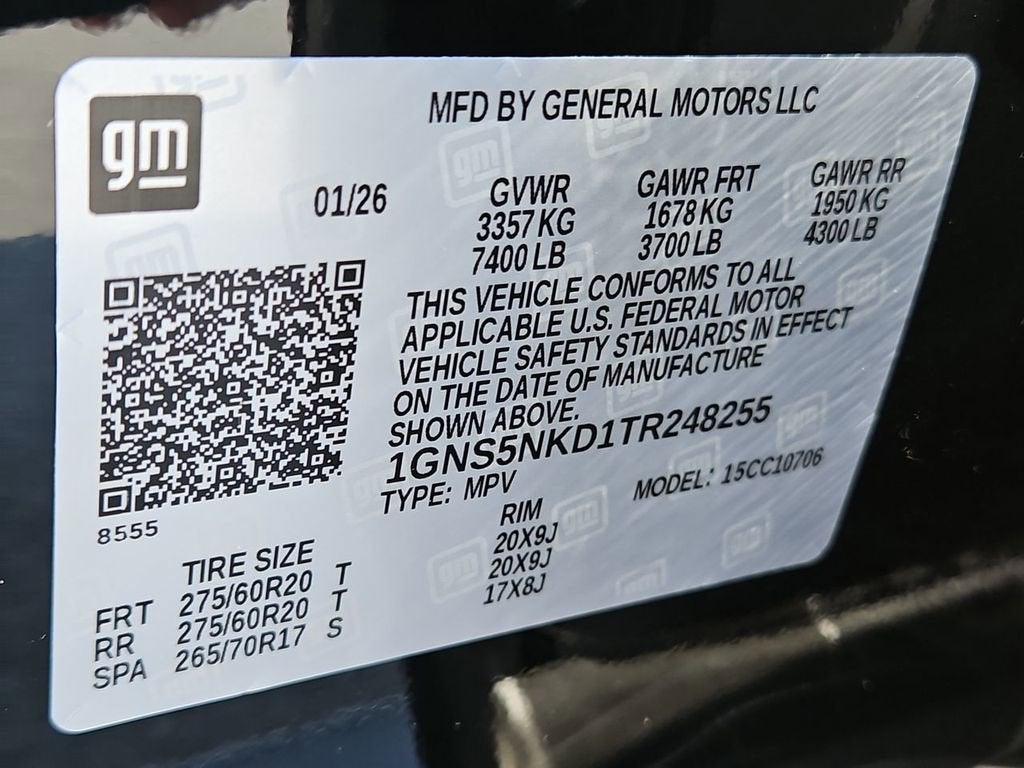 gm
MFD BY GENERAL MOTORS LLC
01/26
GVWR
3357 KG
7400 LB
GAWR FRT
1678 KG
3700 LB
GAWR RR
1950 KG
4300 LB
THIS VEHICLE CONFORMS TO ALL
APPLICABLE U.S. FEDERAL MOTOR
VEHICLE SAFETY STANDARDS IN EFFECT
ON THE DATE OF MANUFACTURE
SHOWN ABOVE.
1GNS5NKD1TR248255
TYPE: MPV
MODEL: 15CC10706
8555
TIRE SIZE
RIM
FRT 275/60R20 T 20X9J
RR 275/60R20 T 20X9J
SPA 265/70R17 S 17X8J